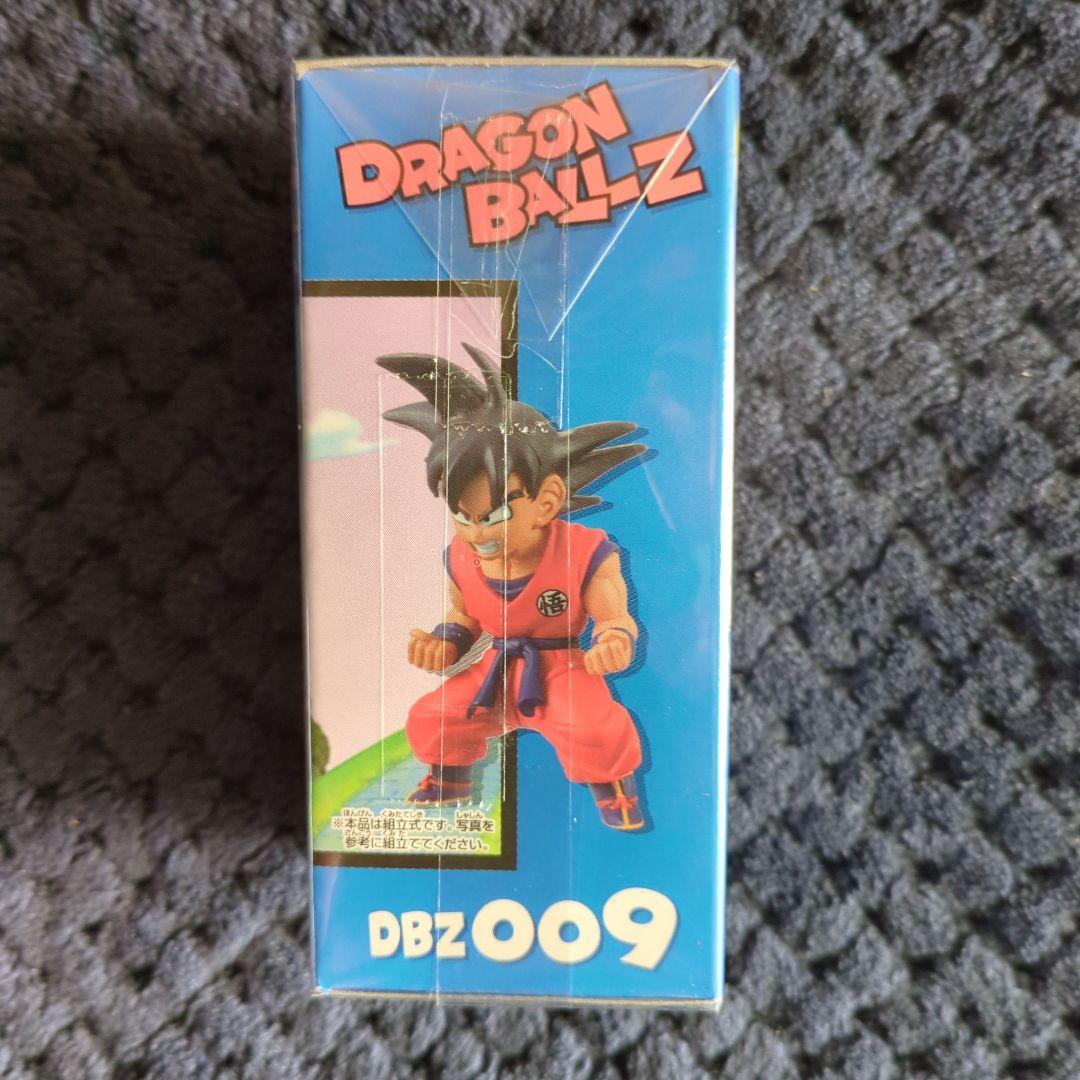 DRAGON
BALL Z
悟
※本品は組立式です。写真を
参考に組立ててください。
DBZ009